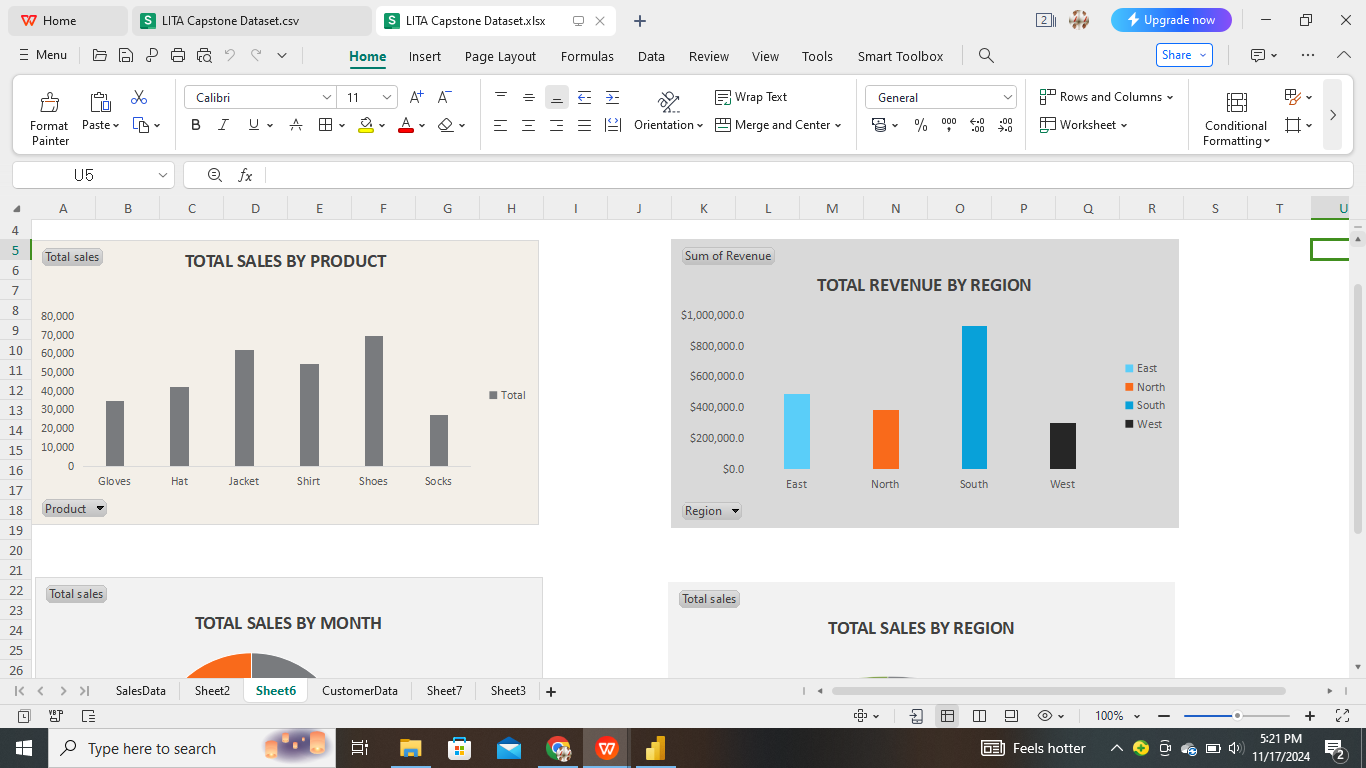 Home
LITA Capstone Dataset.csv
LITA Capstone Dataset.xlsx
2
Upgrade now
Menu
Home
Insert
Page Layout
Formulas
Data
Review
View
Tools
Smart Toolbox
Share
Format Painter
Paste
Calibri
11
A+
A-
B
I
U
A
A
Orientation
Wrap Text
Merge and Center
General
%
000
Rows and Columns
Worksheet
Conditional Formatting
U5
fx
A B C D E F G H I J K L M N O P Q R S T U
4
5
6
7
8
9
10
11
12
13
14
15
16
17
18
19
20
21
22
23
24
25
26
Total sales
TOTAL SALES BY PRODUCT
80,000
70,000
60,000
50,000
40,000
30,000
20,000
10,000
0
Gloves Hat Jacket Shirt Shoes Socks
Total
Product
Sum of Revenue
TOTAL REVENUE BY REGION
$1,000,000.0
$800,000.0
$600,000.0
$400,000.0
$200,000.0
$0.0
East North South West
East
North
South
West
Region
Total sales
TOTAL SALES BY MONTH
Total sales
TOTAL SALES BY REGION
SalesData
Sheet2
Sheet6
CustomerData
Sheet7
Sheet3
100%
Type here to search
Feels hotter
5:21 PM
11/17/2024
2